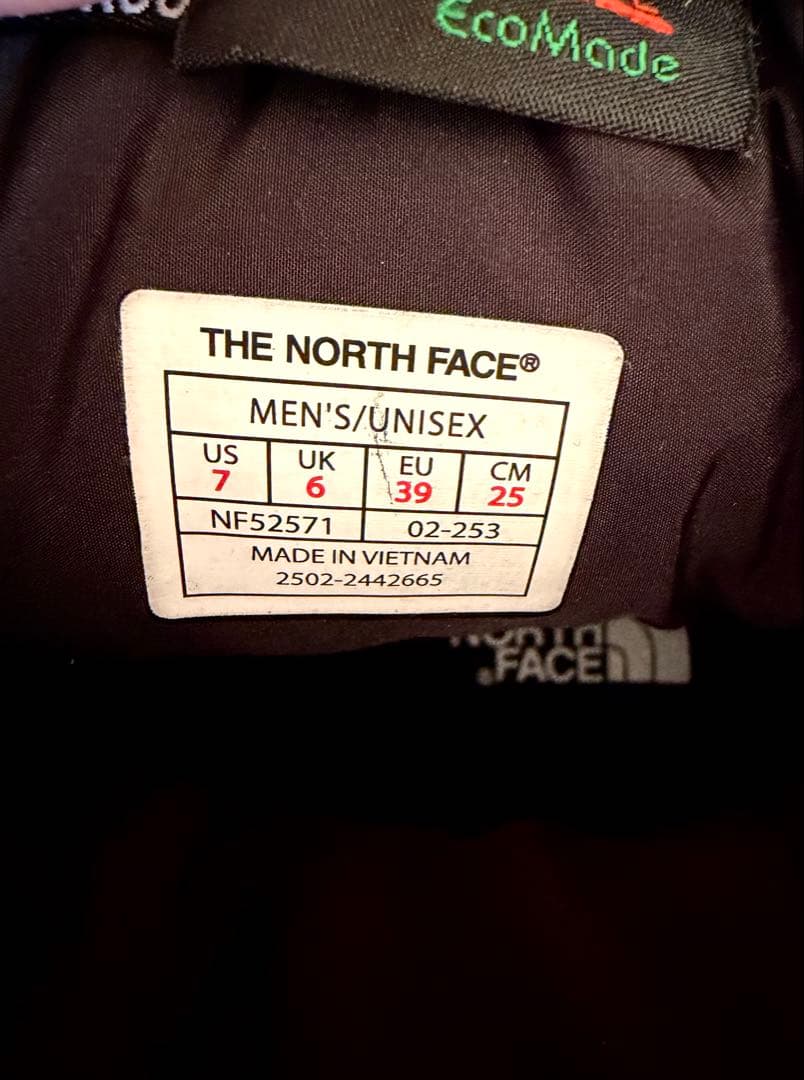 EcoMade
THE NORTH FACE®
MEN'S/UNISEX
US UK EU CM
7 6 39 25
NF52571 02-253
MADE IN VIETNAM
2502-2442665
NORTH
FACE